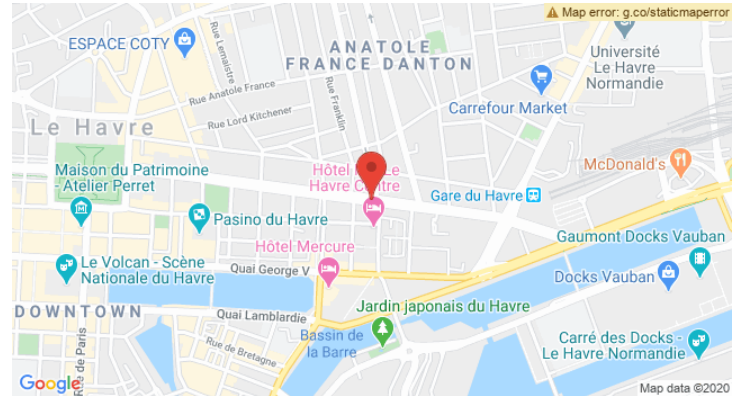 Map error: g.co/staticmaperror
ESPACE COTY
Rue Lemaistre
ANATOLE
FRANCE DANTON
Université
Le Havre
Normandie
Rue Anatole France
Rue Franklin
Carrefour Market
Rue Lord Kitchener
Le Havre
Maison du Patrimoine
- Atelier Perret
Hôtel
Le
Havre Centre
McDonald's
Gare du Havre
Pasino du Havre
Hôtel Mercure
Gaumont Docks Vauban
Le Volcan - Scène
Nationale du Havre
Quai George V
Docks Vauban
DOWNTOWN
Quai Lamblardie
Jardin japonais du Havre
Bassin de
la Barre
Rue de Bretagne
Rue de Paris
Carré des Docks -
Le Havre Normandie
Google
Map data ©2020